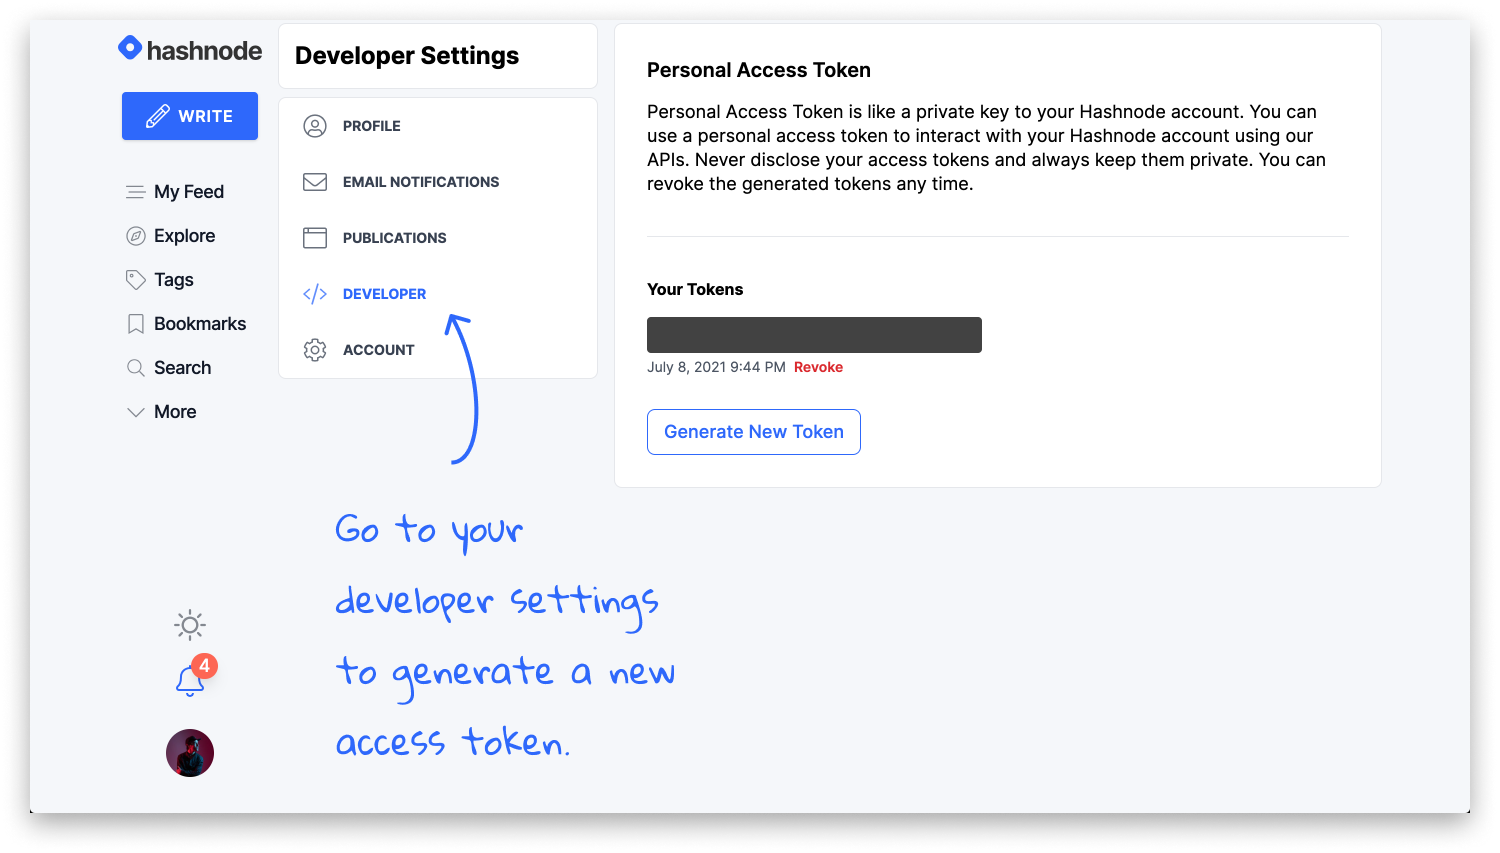 hashnode
WRITE
My Feed
Explore
Tags
Bookmarks
Search
More
4
Developer Settings
PROFILE
EMAIL NOTIFICATIONS
PUBLICATIONS
DEVELOPER
ACCOUNT
Go to your
developer settings
to generate a new
access token.
Personal Access Token
Personal Access Token is like a private key to your Hashnode account. You can
use a personal access token to interact with your Hashnode account using our
APIs. Never disclose your access tokens and always keep them private. You can
revoke the generated tokens any time.
Your Tokens
July 8, 2021 9:44 PM Revoke
Generate New Token